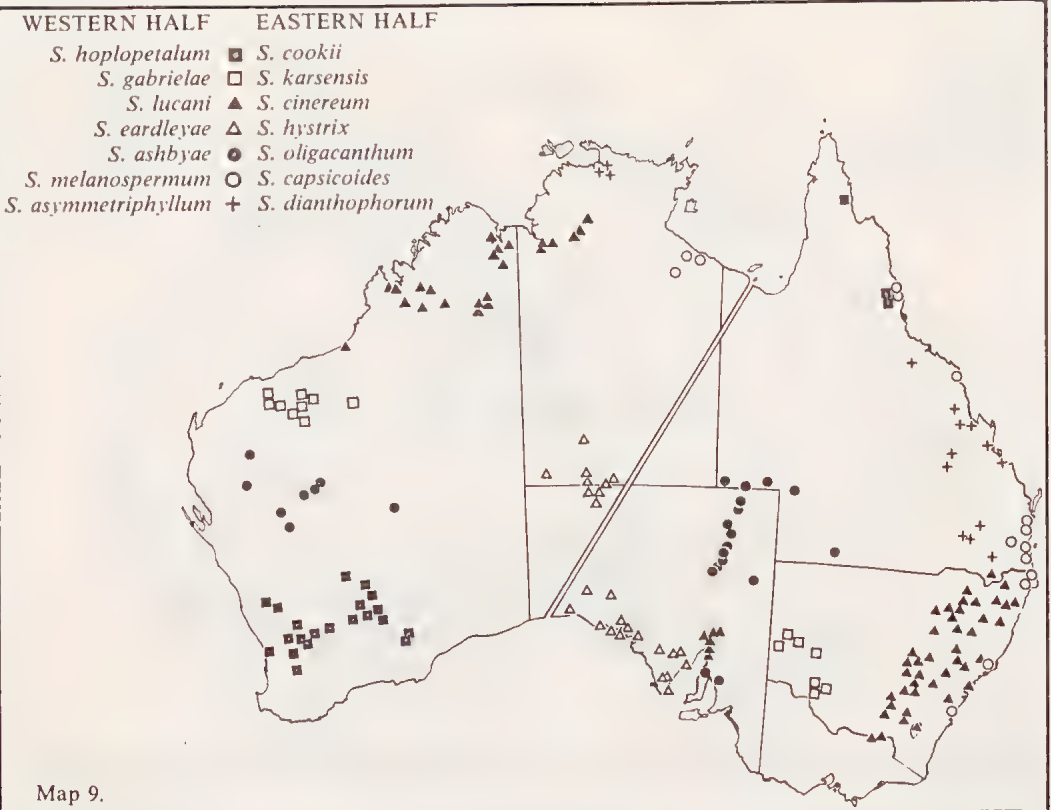 WESTERN HALF EASTERN HALF
S. hoplopetalum S. cookii
S. gabrielae S. karsensis
S. lucani S. cinereum
S. eardleyae S. hystrix
S. ashbyae S. oligacanthum
S. melanospermum S. capsicoides
S. asymmetriphyllum + S. dianthophorum
Map 9.